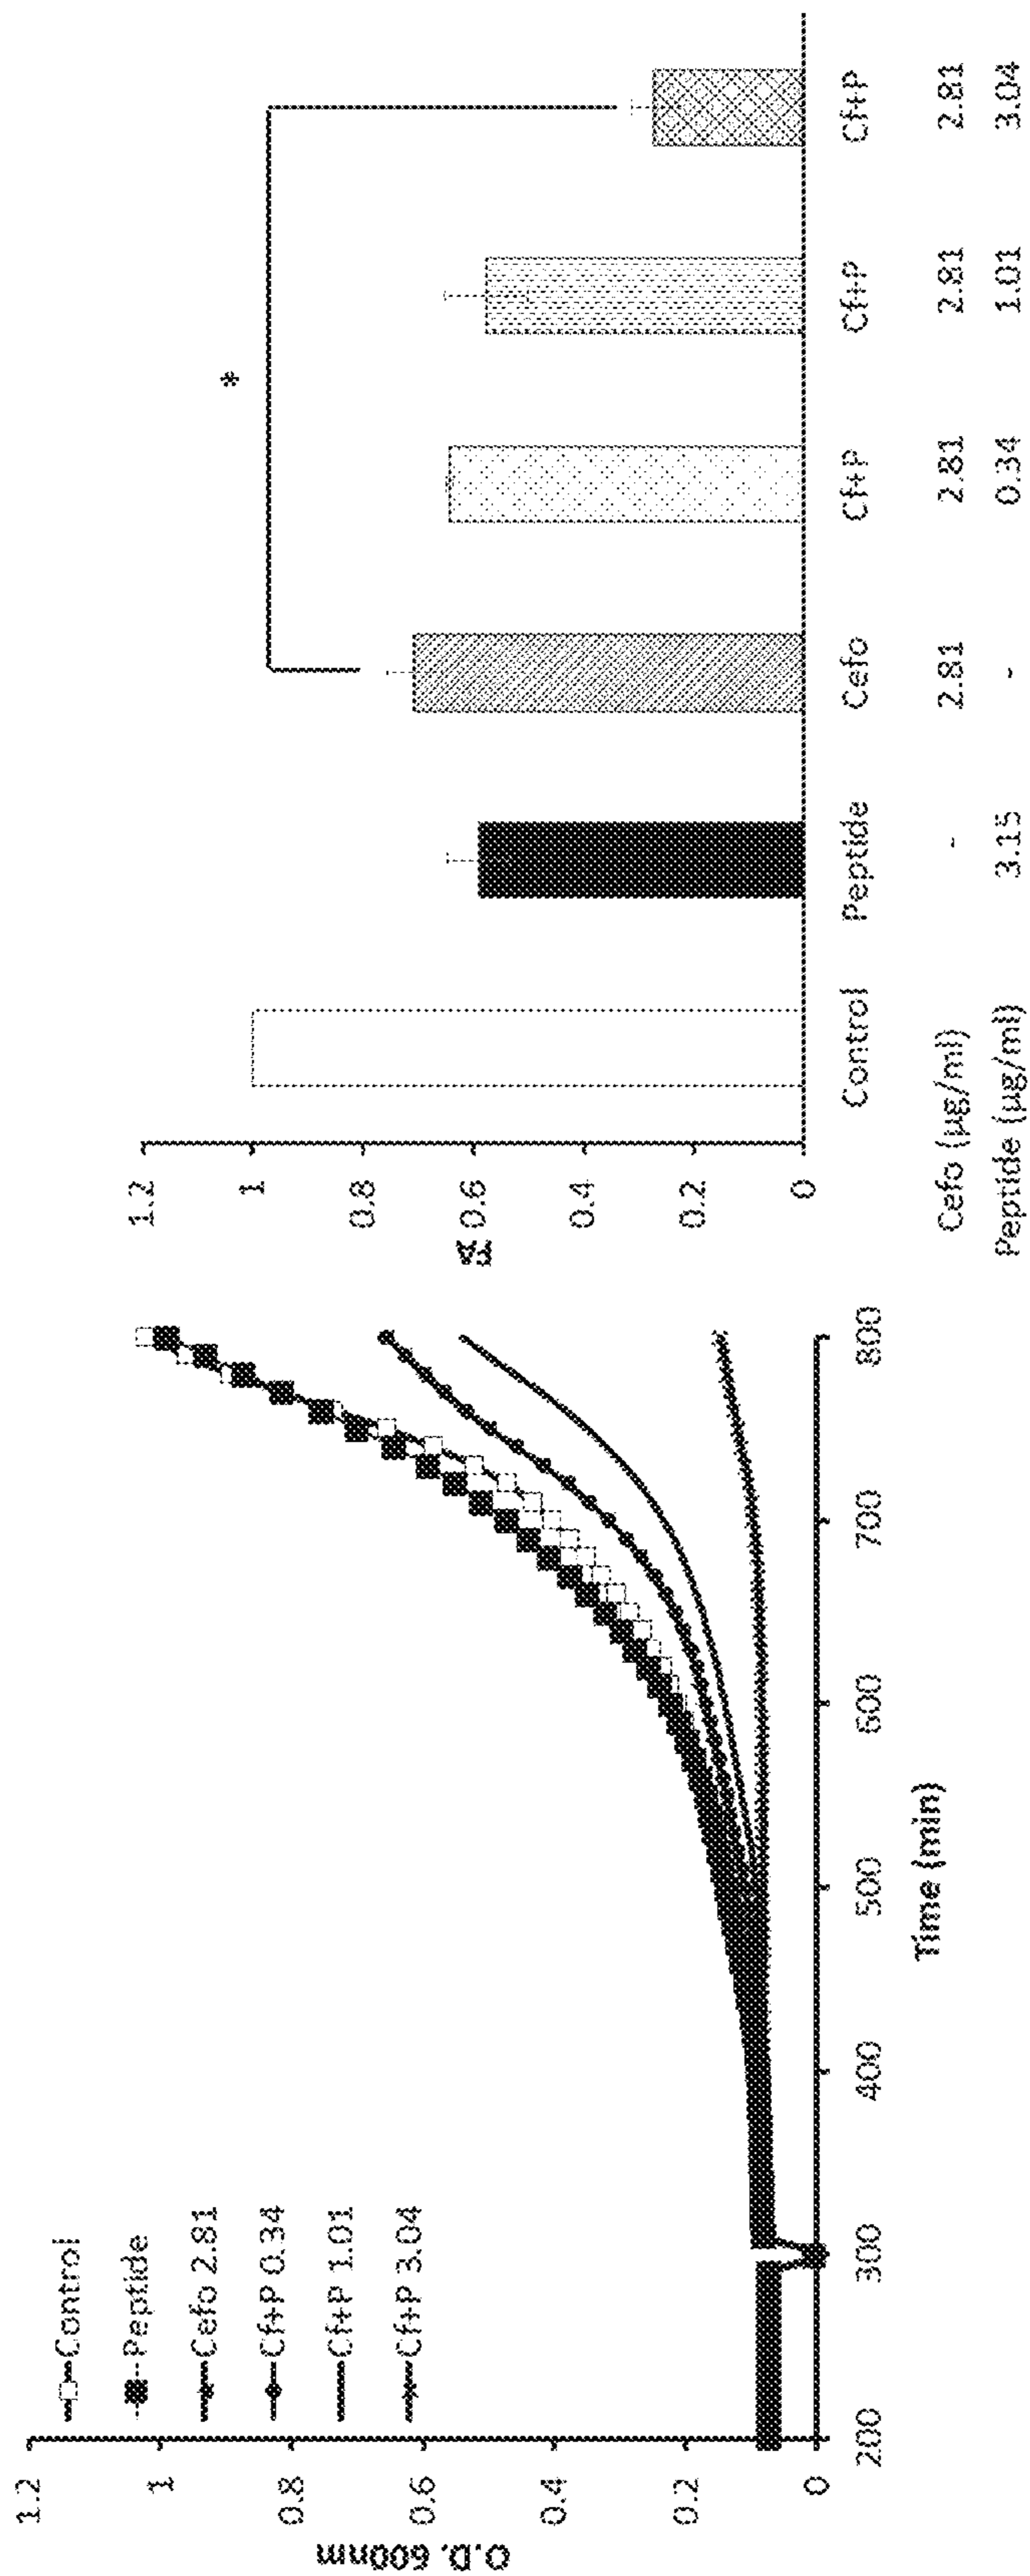 1.2
1
0.8
0.6
0.4
0.2
0
O.D. 600nm
Control
Peptide
Cefo 2.81
Cf+P 0.34
Cf+P 1.01
Cf+P 3.04
200 300 400 500 600 700 800
Time (min)
1.2
1
0.8
0.6
0.4
0.2
0
*
Control Peptide Cefo Cf+P Cf+P Cf+P
Cefo (µg/ml) - 2.81 2.81 2.81 2.81
Peptide (µg/ml) 3.15 - 0.34 1.01 3.04